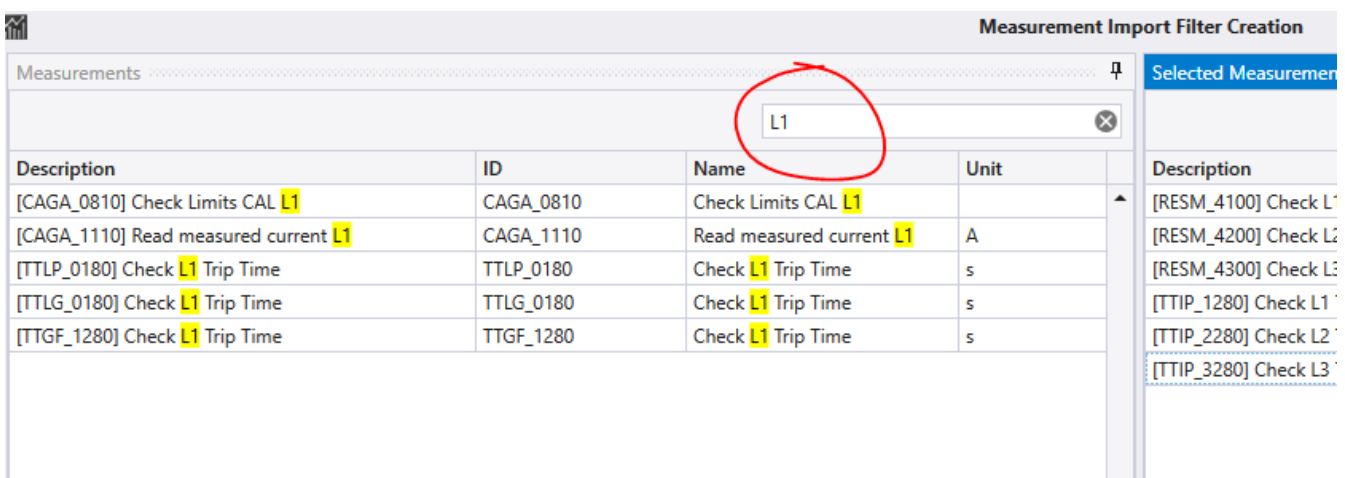 Measurement Import Filter Creation
Measurements
Selected Measuremen
L1
Description ID Name Unit
[CAGA_0810] Check Limits CAL L1 CAGA_0810 Check Limits CAL L1
[CAGA_1110] Read measured current L1 CAGA_1110 Read measured current L1 A
[TTLP_0180] Check L1 Trip Time TTLP_0180 Check L1 Trip Time s
[TTLG_0180] Check L1 Trip Time TTLG_0180 Check L1 Trip Time s
[TTGF_1280] Check L1 Trip Time TTGF_1280 Check L1 Trip Time s
Description
[RESM_4100] Check L1
[RESM_4200] Check L2
[RESM_4300] Check L3
[TTIP_1280] Check L1
[TTIP_2280] Check L2
[TTIP_3280] Check L3